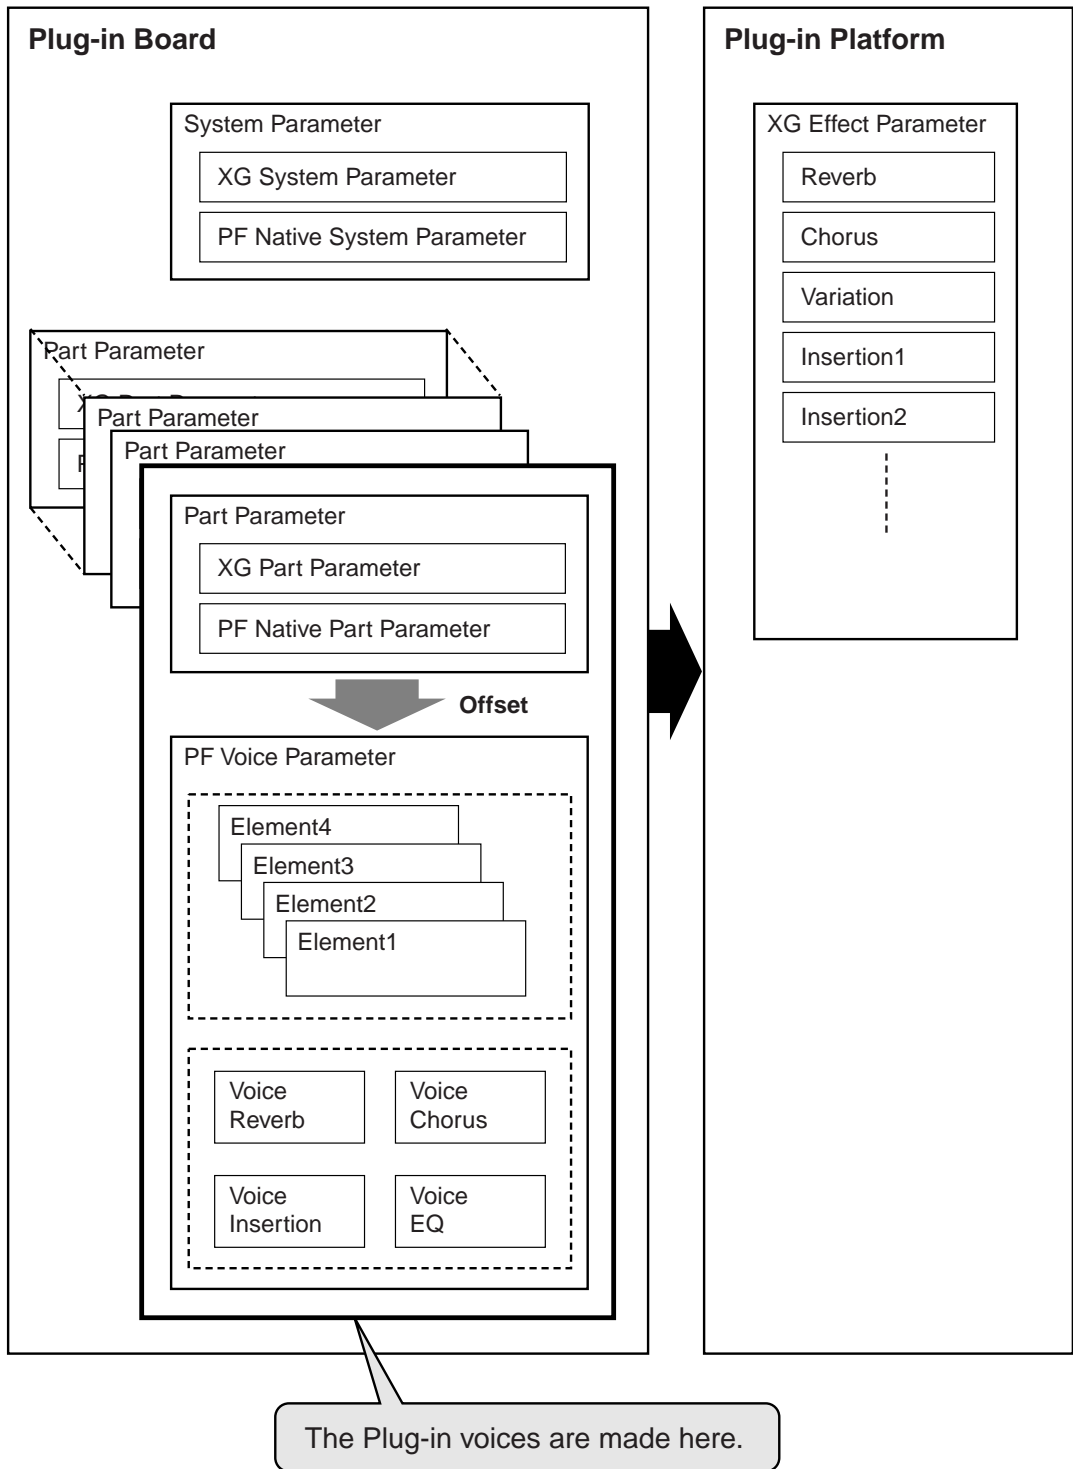 Plug-in Board
System Parameter
XG System Parameter
PF Native System Parameter
Part Parameter
Part Parameter
Part Parameter
Part Parameter
XG Part Parameter
PF Native Part Parameter
Offset
PF Voice Parameter
Element4
Element3
Element2
Element1
Voice
Reverb
Voice
Chorus
Voice
Insertion
Voice
EQ
The Plug-in voices are made here.
Plug-in Platform
XG Effect Parameter
Reverb
Chorus
Variation
Insertion1
Insertion2